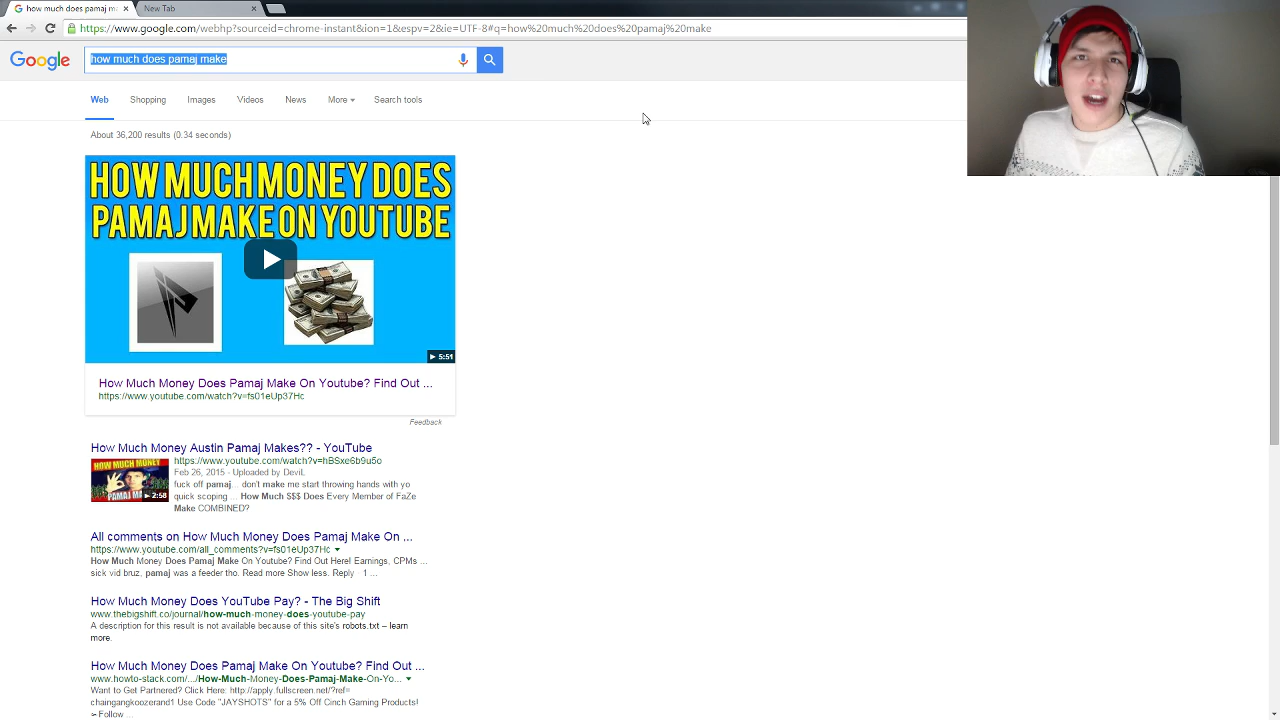 how much does pamaj m
New Tab
https://www.google.com/webhp?sourceid=chrome-instant&ion=1&espv=2&ie=UTF-8#q=how%20much%20does%20pamaj%20make
Google
how much does pamaj make
Web Shopping Images Videos News More Search tools
About 36,200 results (0.34 seconds)
HOW MUCH MONEY DOES
PAMAJ MAKE ON YOUTUBE
5:51
How Much Money Does Pamaj Make On Youtube? Find Out ...
https://www.youtube.com/watch?v=fs01eUp37Hc
Feedback
How Much Money Austin Pamaj Makes?? - YouTube
https://www.youtube.com/watch?v=hBSxe6b9u5o
HOW MUCH MONEY
PAMAJ M
2:58
Feb 26, 2015 - Uploaded by DeviL
fuck off pamaj... don't make me start throwing hands with yo
quick scoping ... How Much $$$ Does Every Member of FaZe
Make COMBINED?
All comments on How Much Money Does Pamaj Make On ...
https://www.youtube.com/all_comments?v=fs01eUp37Hc
How Much Money Does Pamaj Make On Youtube? Find Out Here! Earnings, CPMs ...
sick vid bruz, pamaj was a feeder tho. Read more Show less. Reply · 1 ...
How Much Money Does YouTube Pay? - The Big Shift
www.thebigshift.co/journal/how-much-money-does-youtube-pay
A description for this result is not available because of this site's robots.txt – learn
more.
How Much Money Does Pamaj Make On Youtube? Find Out ...
www.howto-stack.com/.../How-Much-Money-Does-Pamaj-Make-On-Yo...
Want to Get Partnered? Click Here: http://apply.fullscreen.net/?ref=
chaingangkoozerand1 Use Code "JAYSHOTS" for a 5% Off Cinch Gaming Products!
➢Follow ...